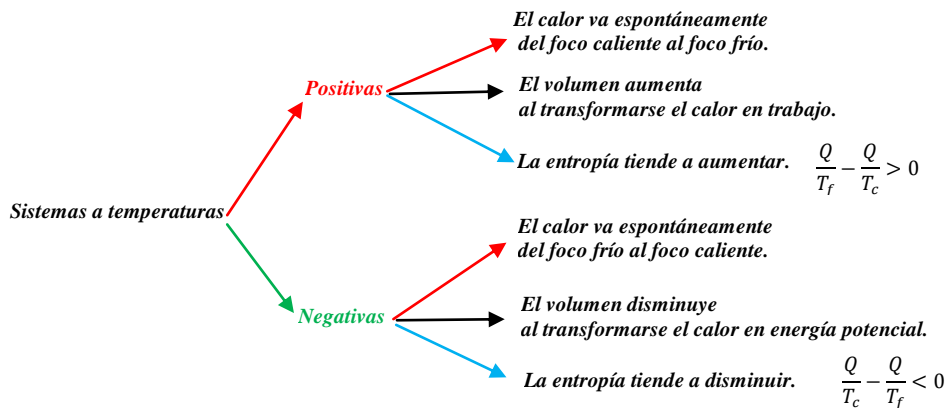 El calor va espontáneamente
del foco caliente al foco frío.
Positivas
El volumen aumenta
al transformarse el calor en trabajo.
La entropía tiende a aumentar. Q/T_f − Q/T_c > 0
Sistemas a temperaturas
El calor va espontáneamente
del foco frío al foco caliente.
Negativas
El volumen disminuye
al transformarse el calor en energía potencial.
La entropía tiende a disminuir. Q/T_c − Q/T_f < 0